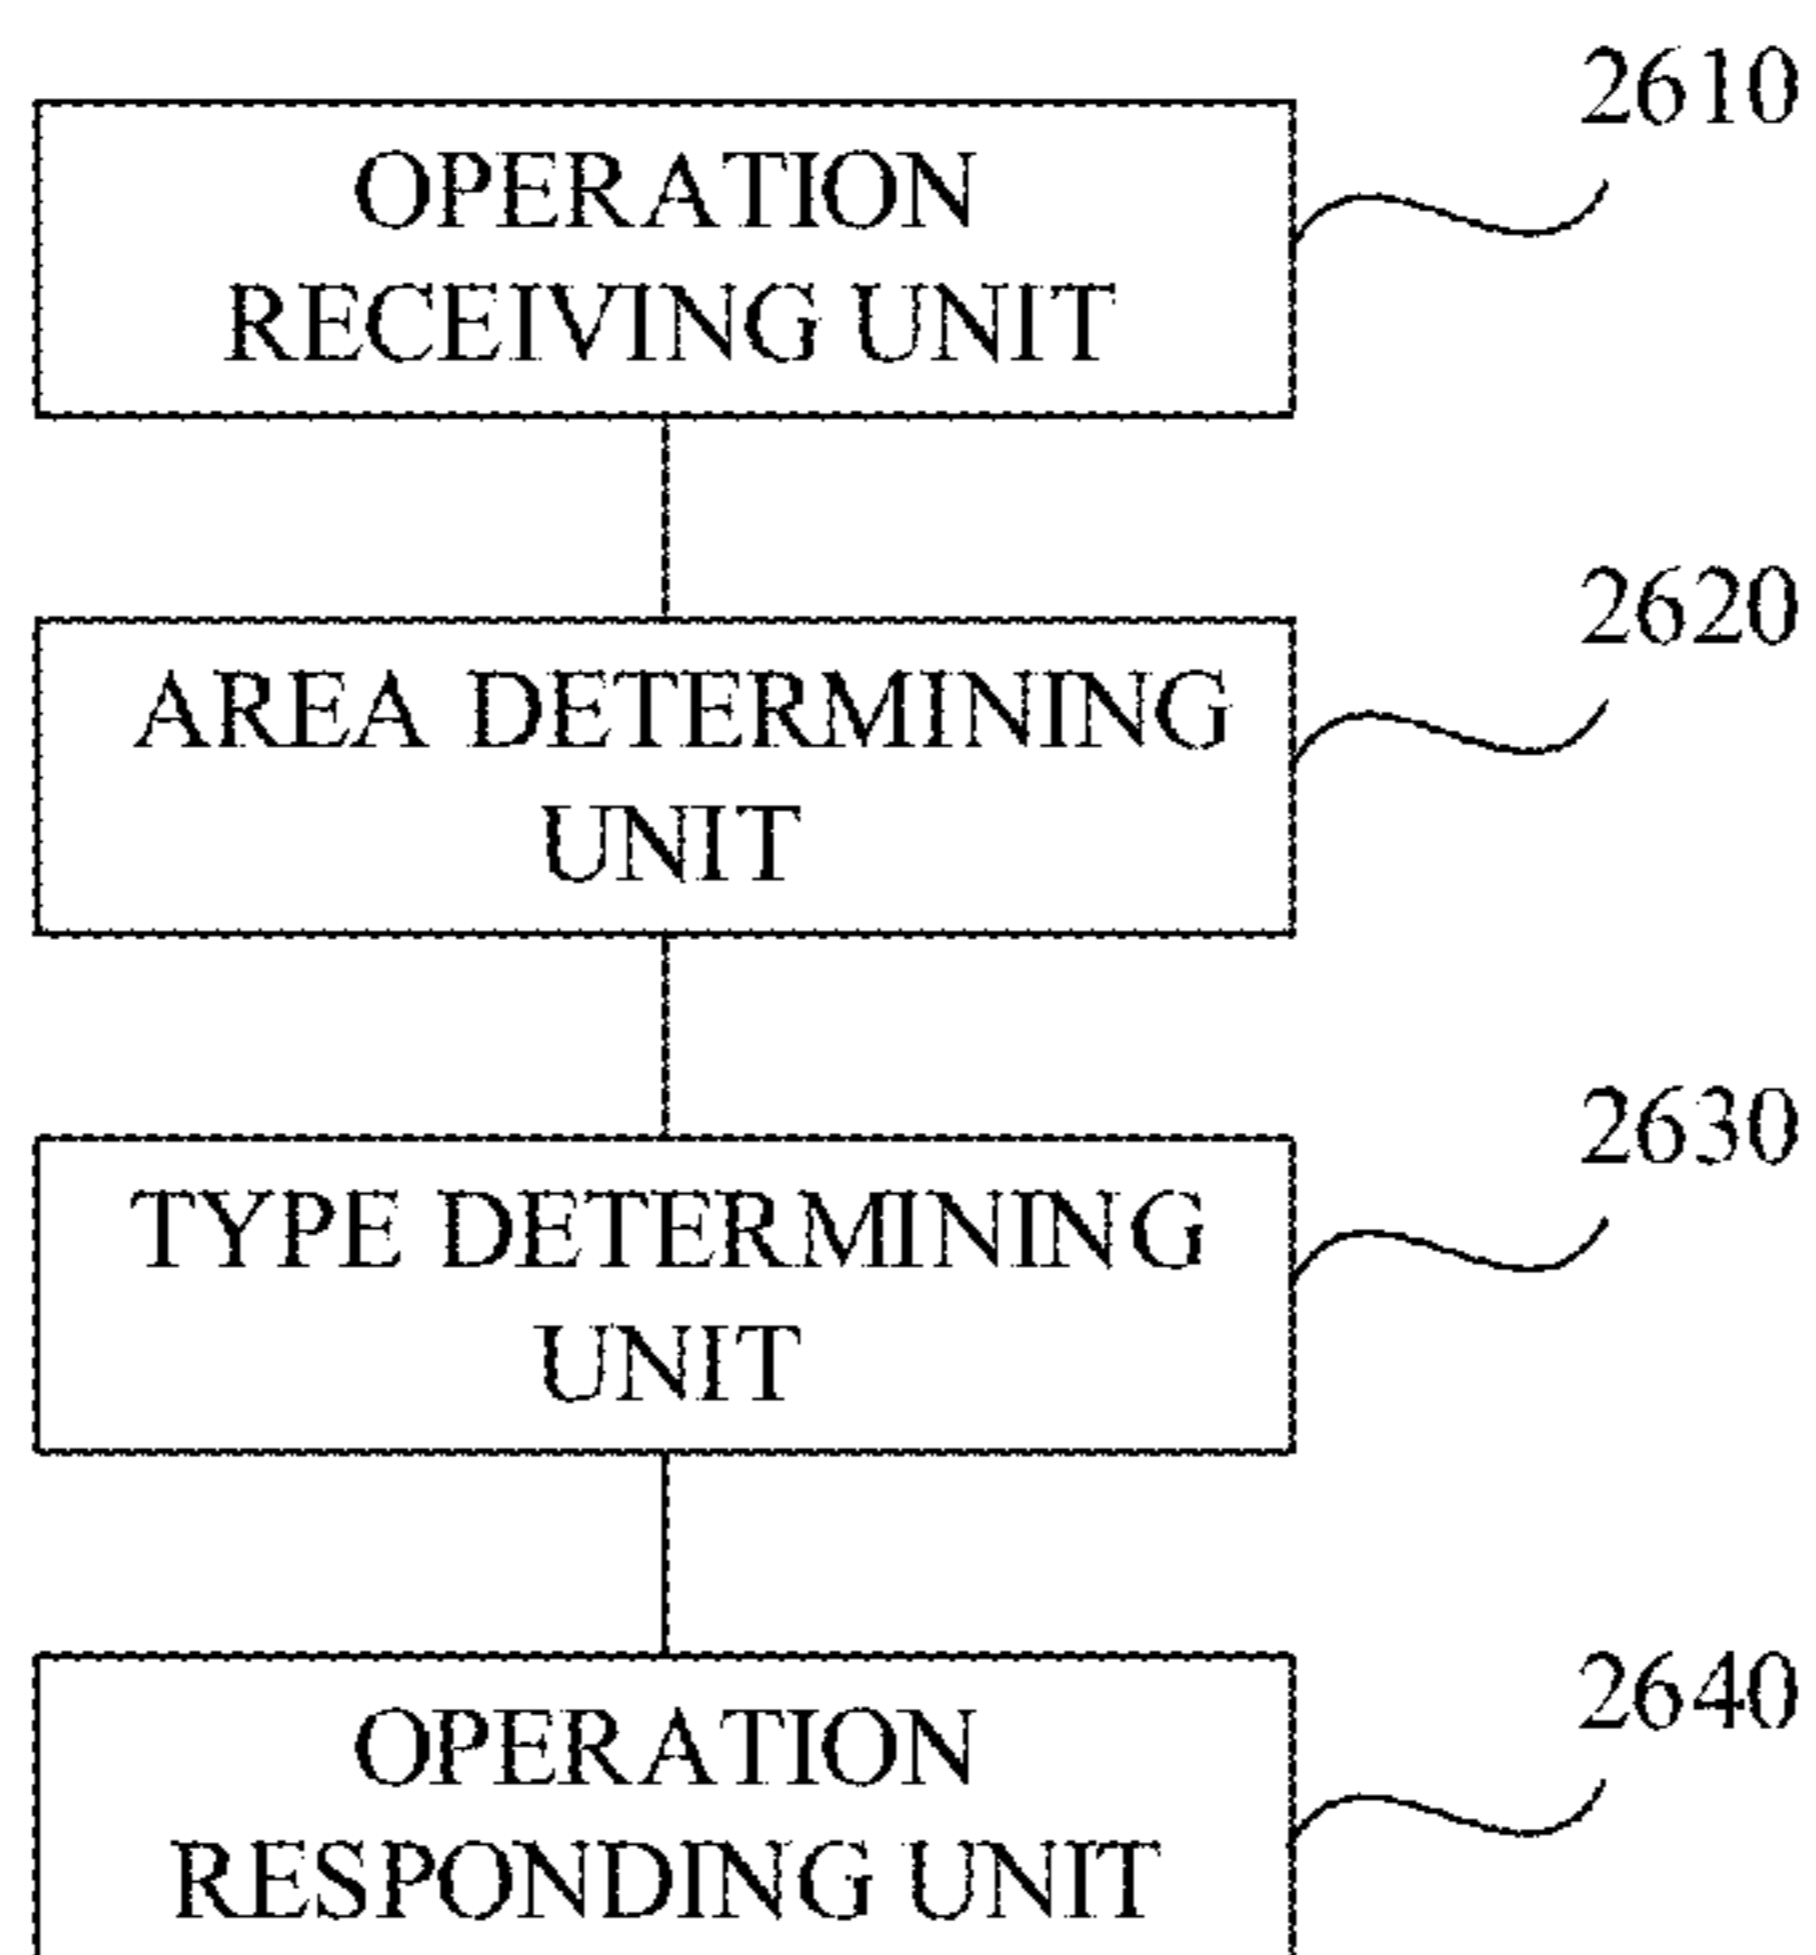 2610
OPERATION
RECEIVING UNIT
2620
AREA DETERMINING
UNIT
2630
TYPE DETERMINING
UNIT
2640
OPERATION
RESPONDING UNIT